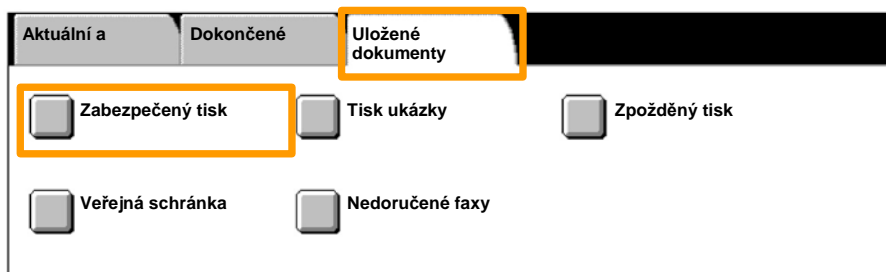 Aktuální a
Dokončené
Uložené
dokumenty
Zabezpečený tisk
Tisk ukázky
Zpožděný tisk
Veřejná schránka
Nedoručené faxy